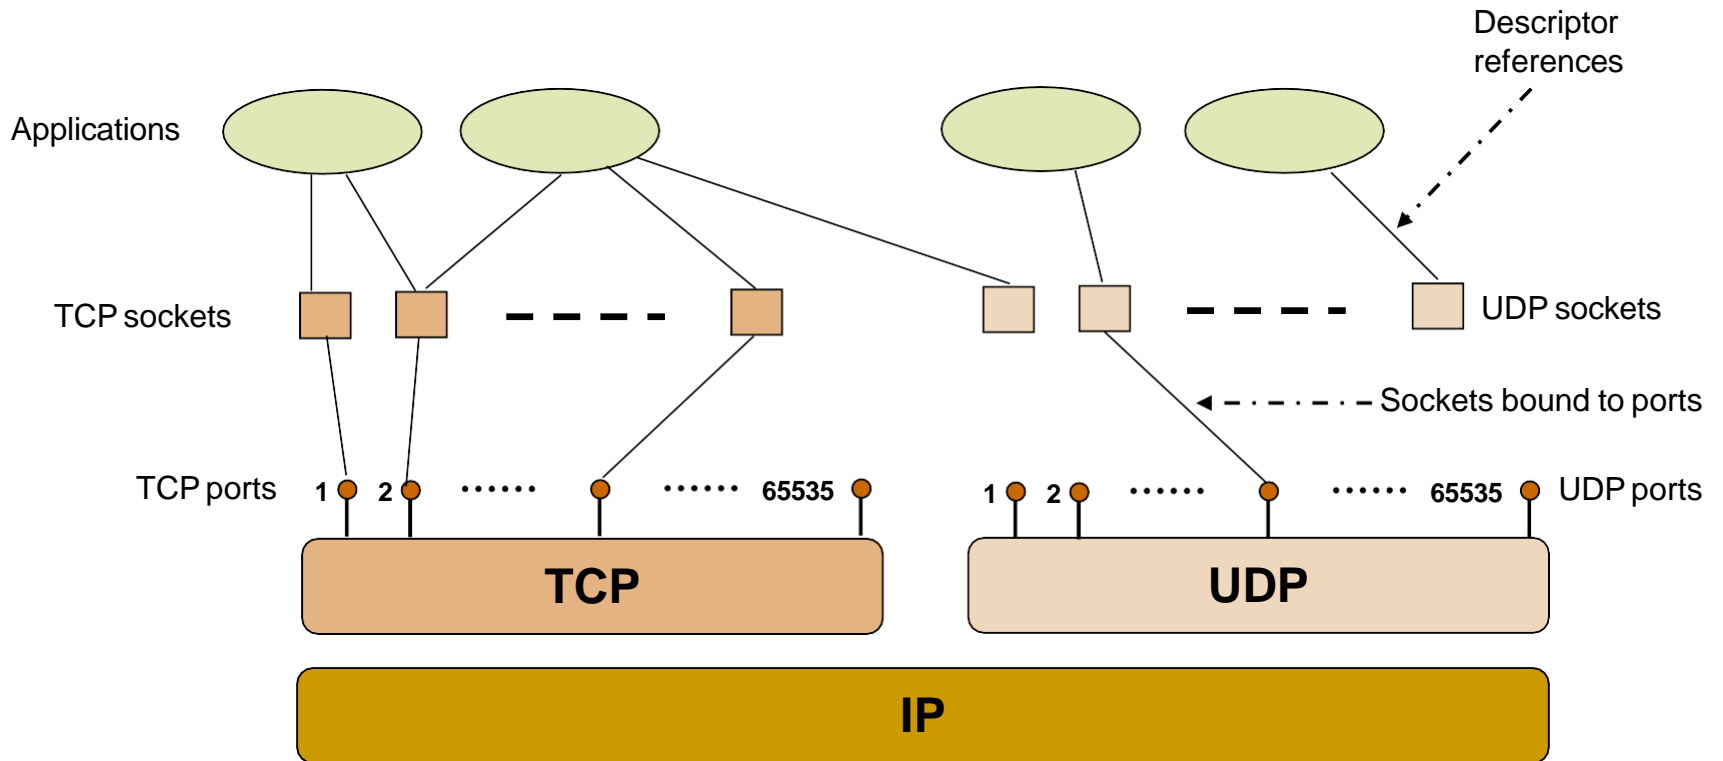 Descriptor
references
Applications
TCP sockets
UDP sockets
Sockets bound to ports
TCP ports 1 2 ...... ...... 65535
1 2 ...... ...... 65535 UDP ports
TCP
UDP
IP